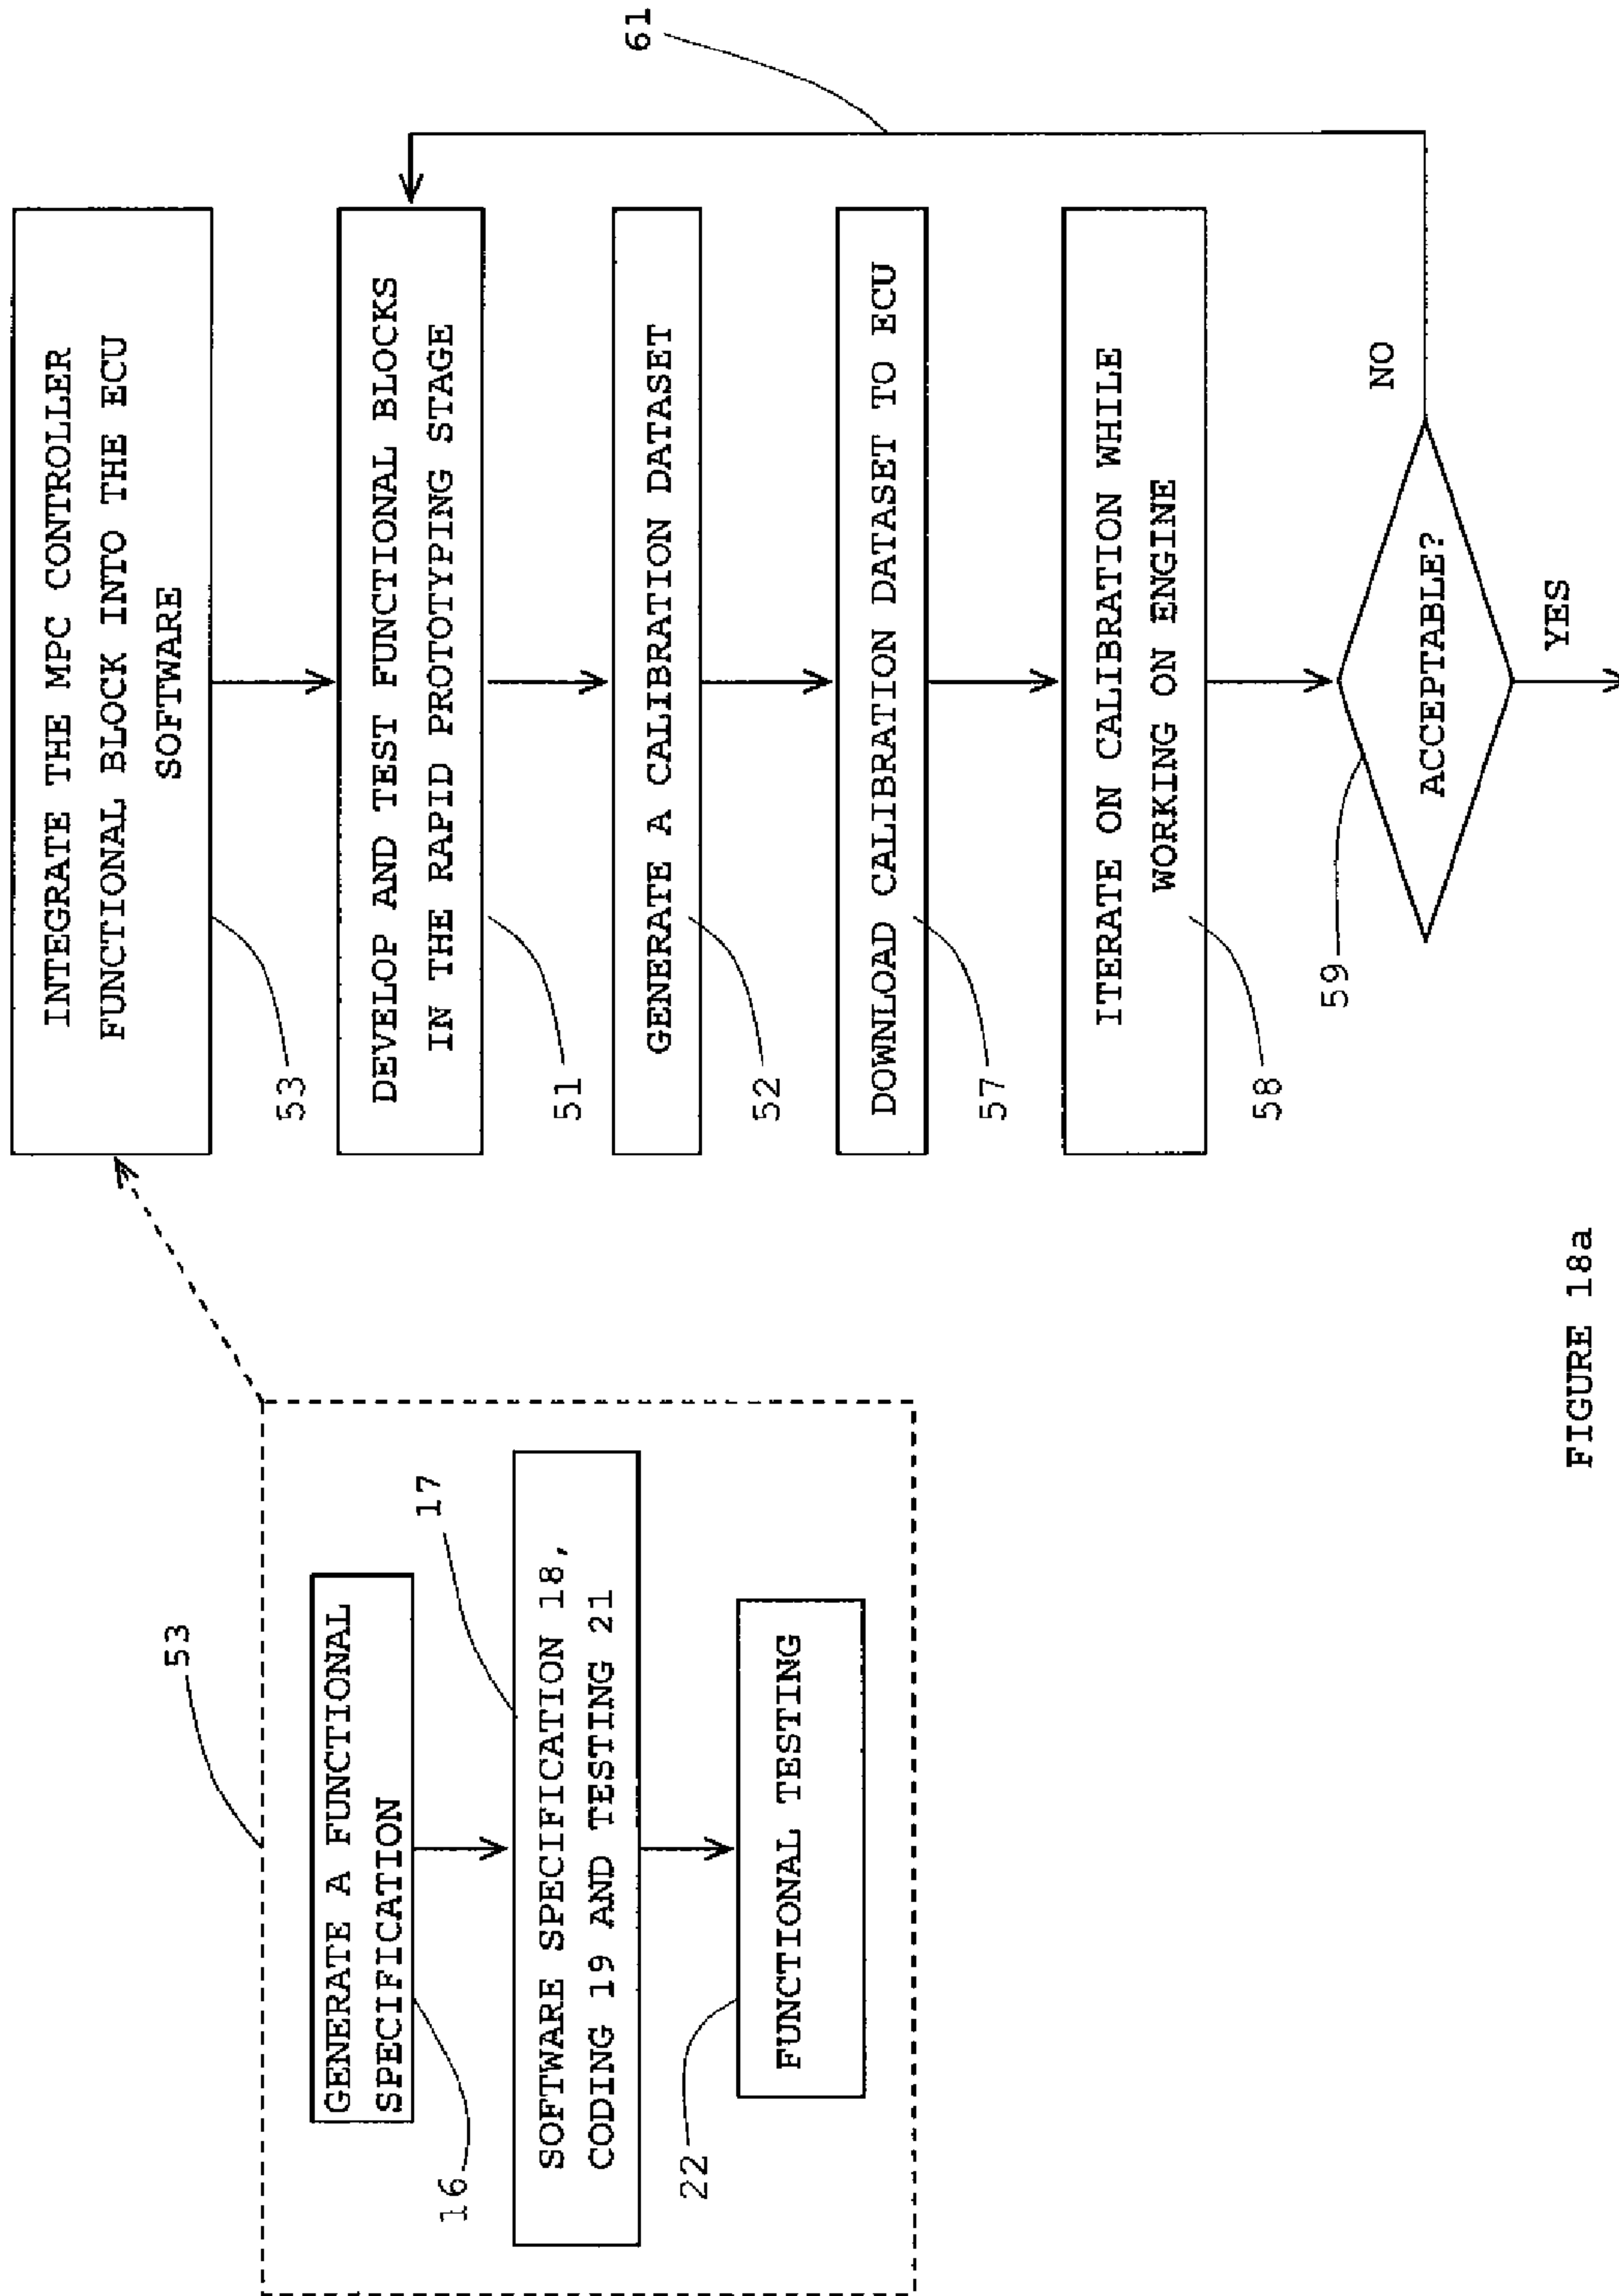 53
GENERATE A FUNCTIONAL
SPECIFICATION
16
17
SOFTWARE SPECIFICATION 18,
CODING 19 AND TESTING 21
22
FUNCTIONAL TESTING
INTEGRATE THE MPC CONTROLLER
FUNCTIONAL BLOCK INTO THE ECU
SOFTWARE
53
61
DEVELOP AND TEST FUNCTIONAL BLOCKS
IN THE RAPID PROTOTYPING STAGE
51
GENERATE A CALIBRATION DATASET
52
DOWNLOAD CALIBRATION DATASET TO ECU
57
ITERATE ON CALIBRATION WHILE
WORKING ON ENGINE
58
59
ACCEPTABLE?
NO
YES
FIGURE 18a